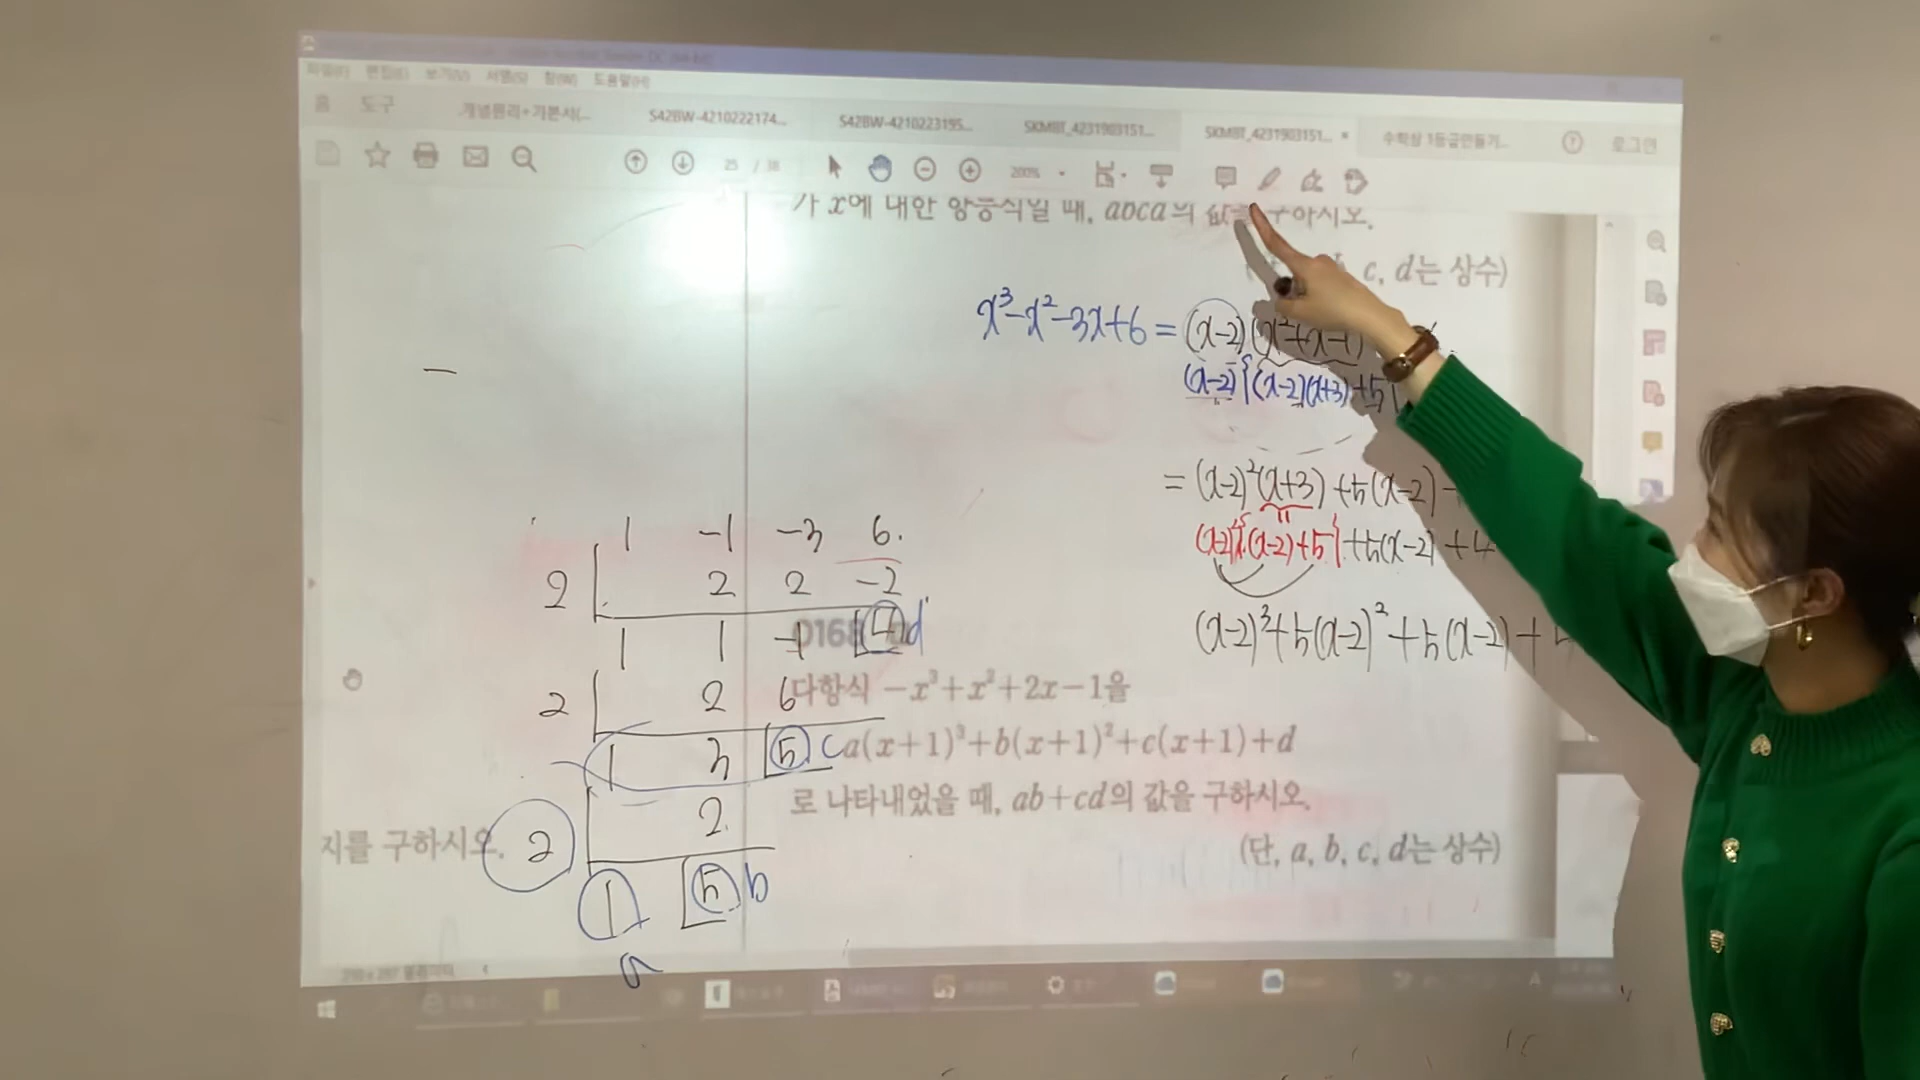 파일(F) 편집(E) 보기(V) 서명(S) 창(W) 도움말(H)
홈 도구 개념원리+기본서(... S42BW-4210222174... S42BW-4210223195... SKMBT_4231903151... SKMBT_4231903151... × 수학상 1등급만들기... 로그인
25 / 38 200%
가 x에 대한 항등식일 때, abcd의 값을 구하시오.
c, d는 상수)
x³-x²-3x+6 = (x-2)(x²+x-1)
(x-2){(x-2)(x+3)+5}
= (x-2)²(x+3)+5(x-2)
(x-2)²{(x-2)+5}+5(x-2)+4
(x-2)³+5(x-2)²+5(x-2)+
1 -1 -3 6.
2 2 2 -2
1 1 -1 4 d
2 2 6
1 3 5 c
2 2
1 5 b
a
0168
다항식 -x³+x²+2x-1을
a(x+1)³+b(x+1)²+c(x+1)+d
로 나타내었을 때, ab+cd의 값을 구하시오.
(단, a, b, c, d는 상수)
지를 구하시오.